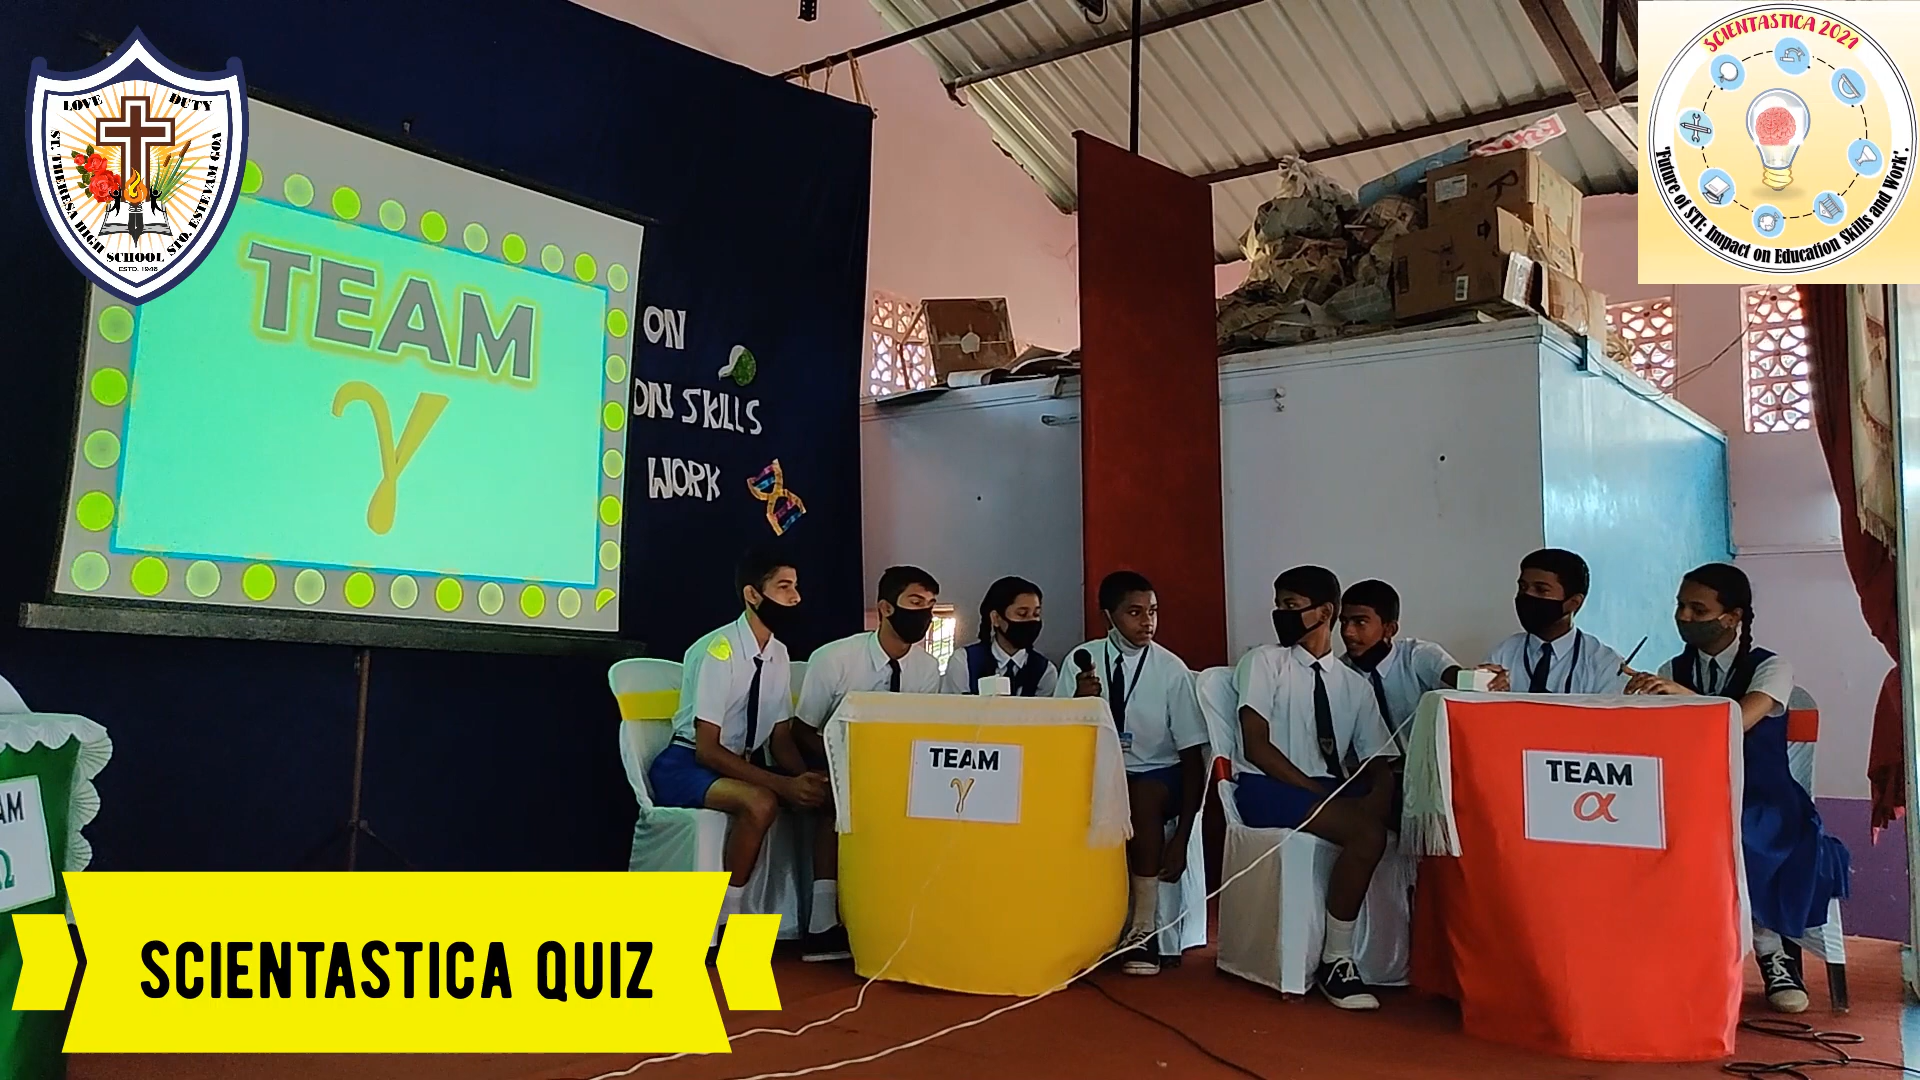 LOVE DUTY
ST. THERESA HIGH SCHOOL STO. ESTEVAM GOA
ESTD. 1946
SCIENTASTICA 2021
'Future of STI: Impact on Education Skills and Work'.
TEAM
γ
ON
ON SKILLS
WORK
TEAM
γ
TEAM
α
AM
Ω
SCIENTASTICA QUIZ